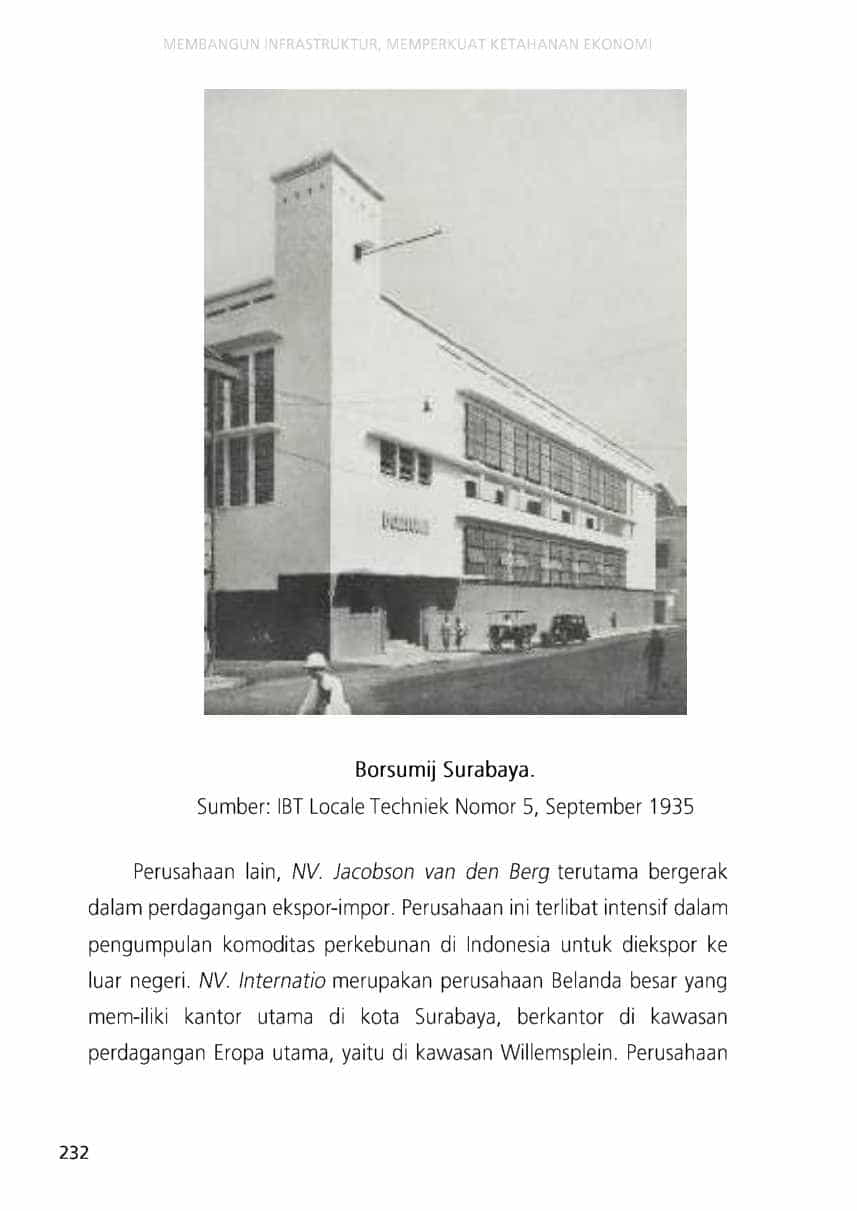 MEMBANGUN INFRASTRUKTUR, MEMPERKUAT KETAHANAN EKONOMI
Borsumij Surabaya.
Sumber: IBT Locale Techniek Nomor 5, September 1935
Perusahaan lain, NV. Jacobson van den Berg terutama bergerak
dalam perdagangan ekspor-impor. Perusahaan ini terlibat intensif dalam
pengumpulan komoditas perkebunan di Indonesia untuk diekspor ke
luar negeri. NV. Internatio merupakan perusahaan Belanda besar yang
mem-iliki kantor utama di kota Surabaya, berkantor di kawasan
perdagangan Eropa utama, yaitu di kawasan Willemsplein. Perusahaan
232